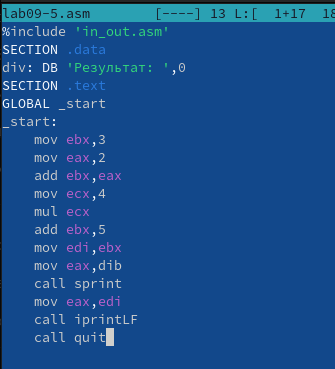 lab09-5.asm [----] 13 L:[ 1+17 18
%include 'in_out.asm'
SECTION .data
div: DB 'Результат: ',0
SECTION .text
GLOBAL _start
_start:
mov ebx,3
mov eax,2
add ebx,eax
mov ecx,4
mul ecx
add ebx,5
mov edi,ebx
mov eax,dib
call sprint
mov eax,edi
call iprintLF
call quit